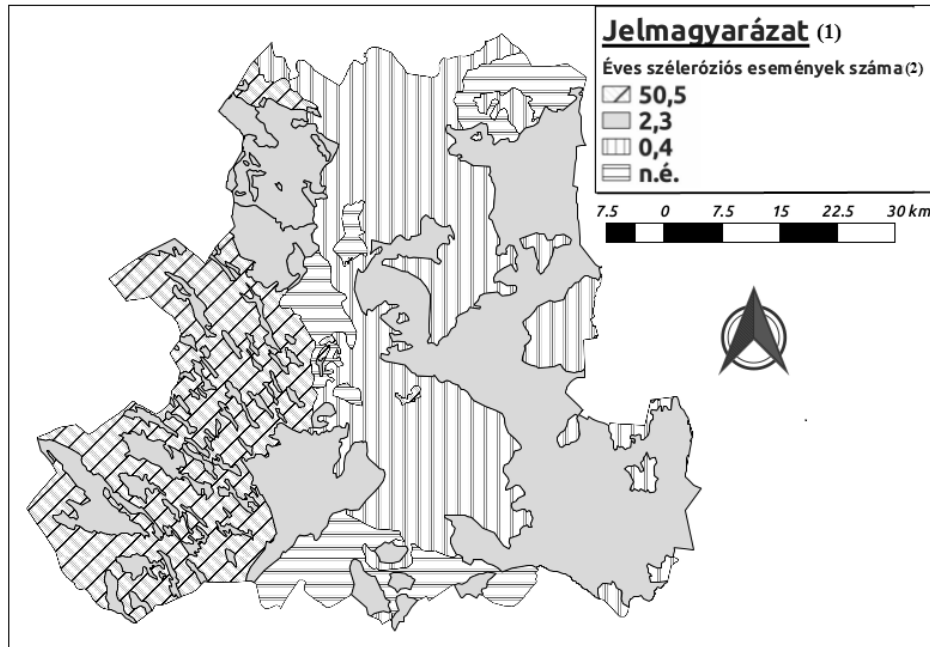 Jelmagyarázat (1)
Éves széleróziós események száma (2)
50,5
2,3
0,4
n.é.
7.5 0 7.5 15 22.5 30 km